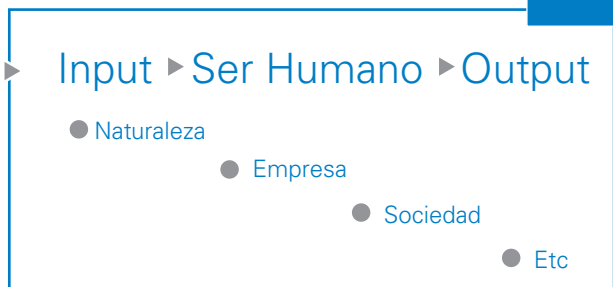 Input ▸ Ser Humano ▸ Output
Naturaleza
Empresa
Sociedad
Etc